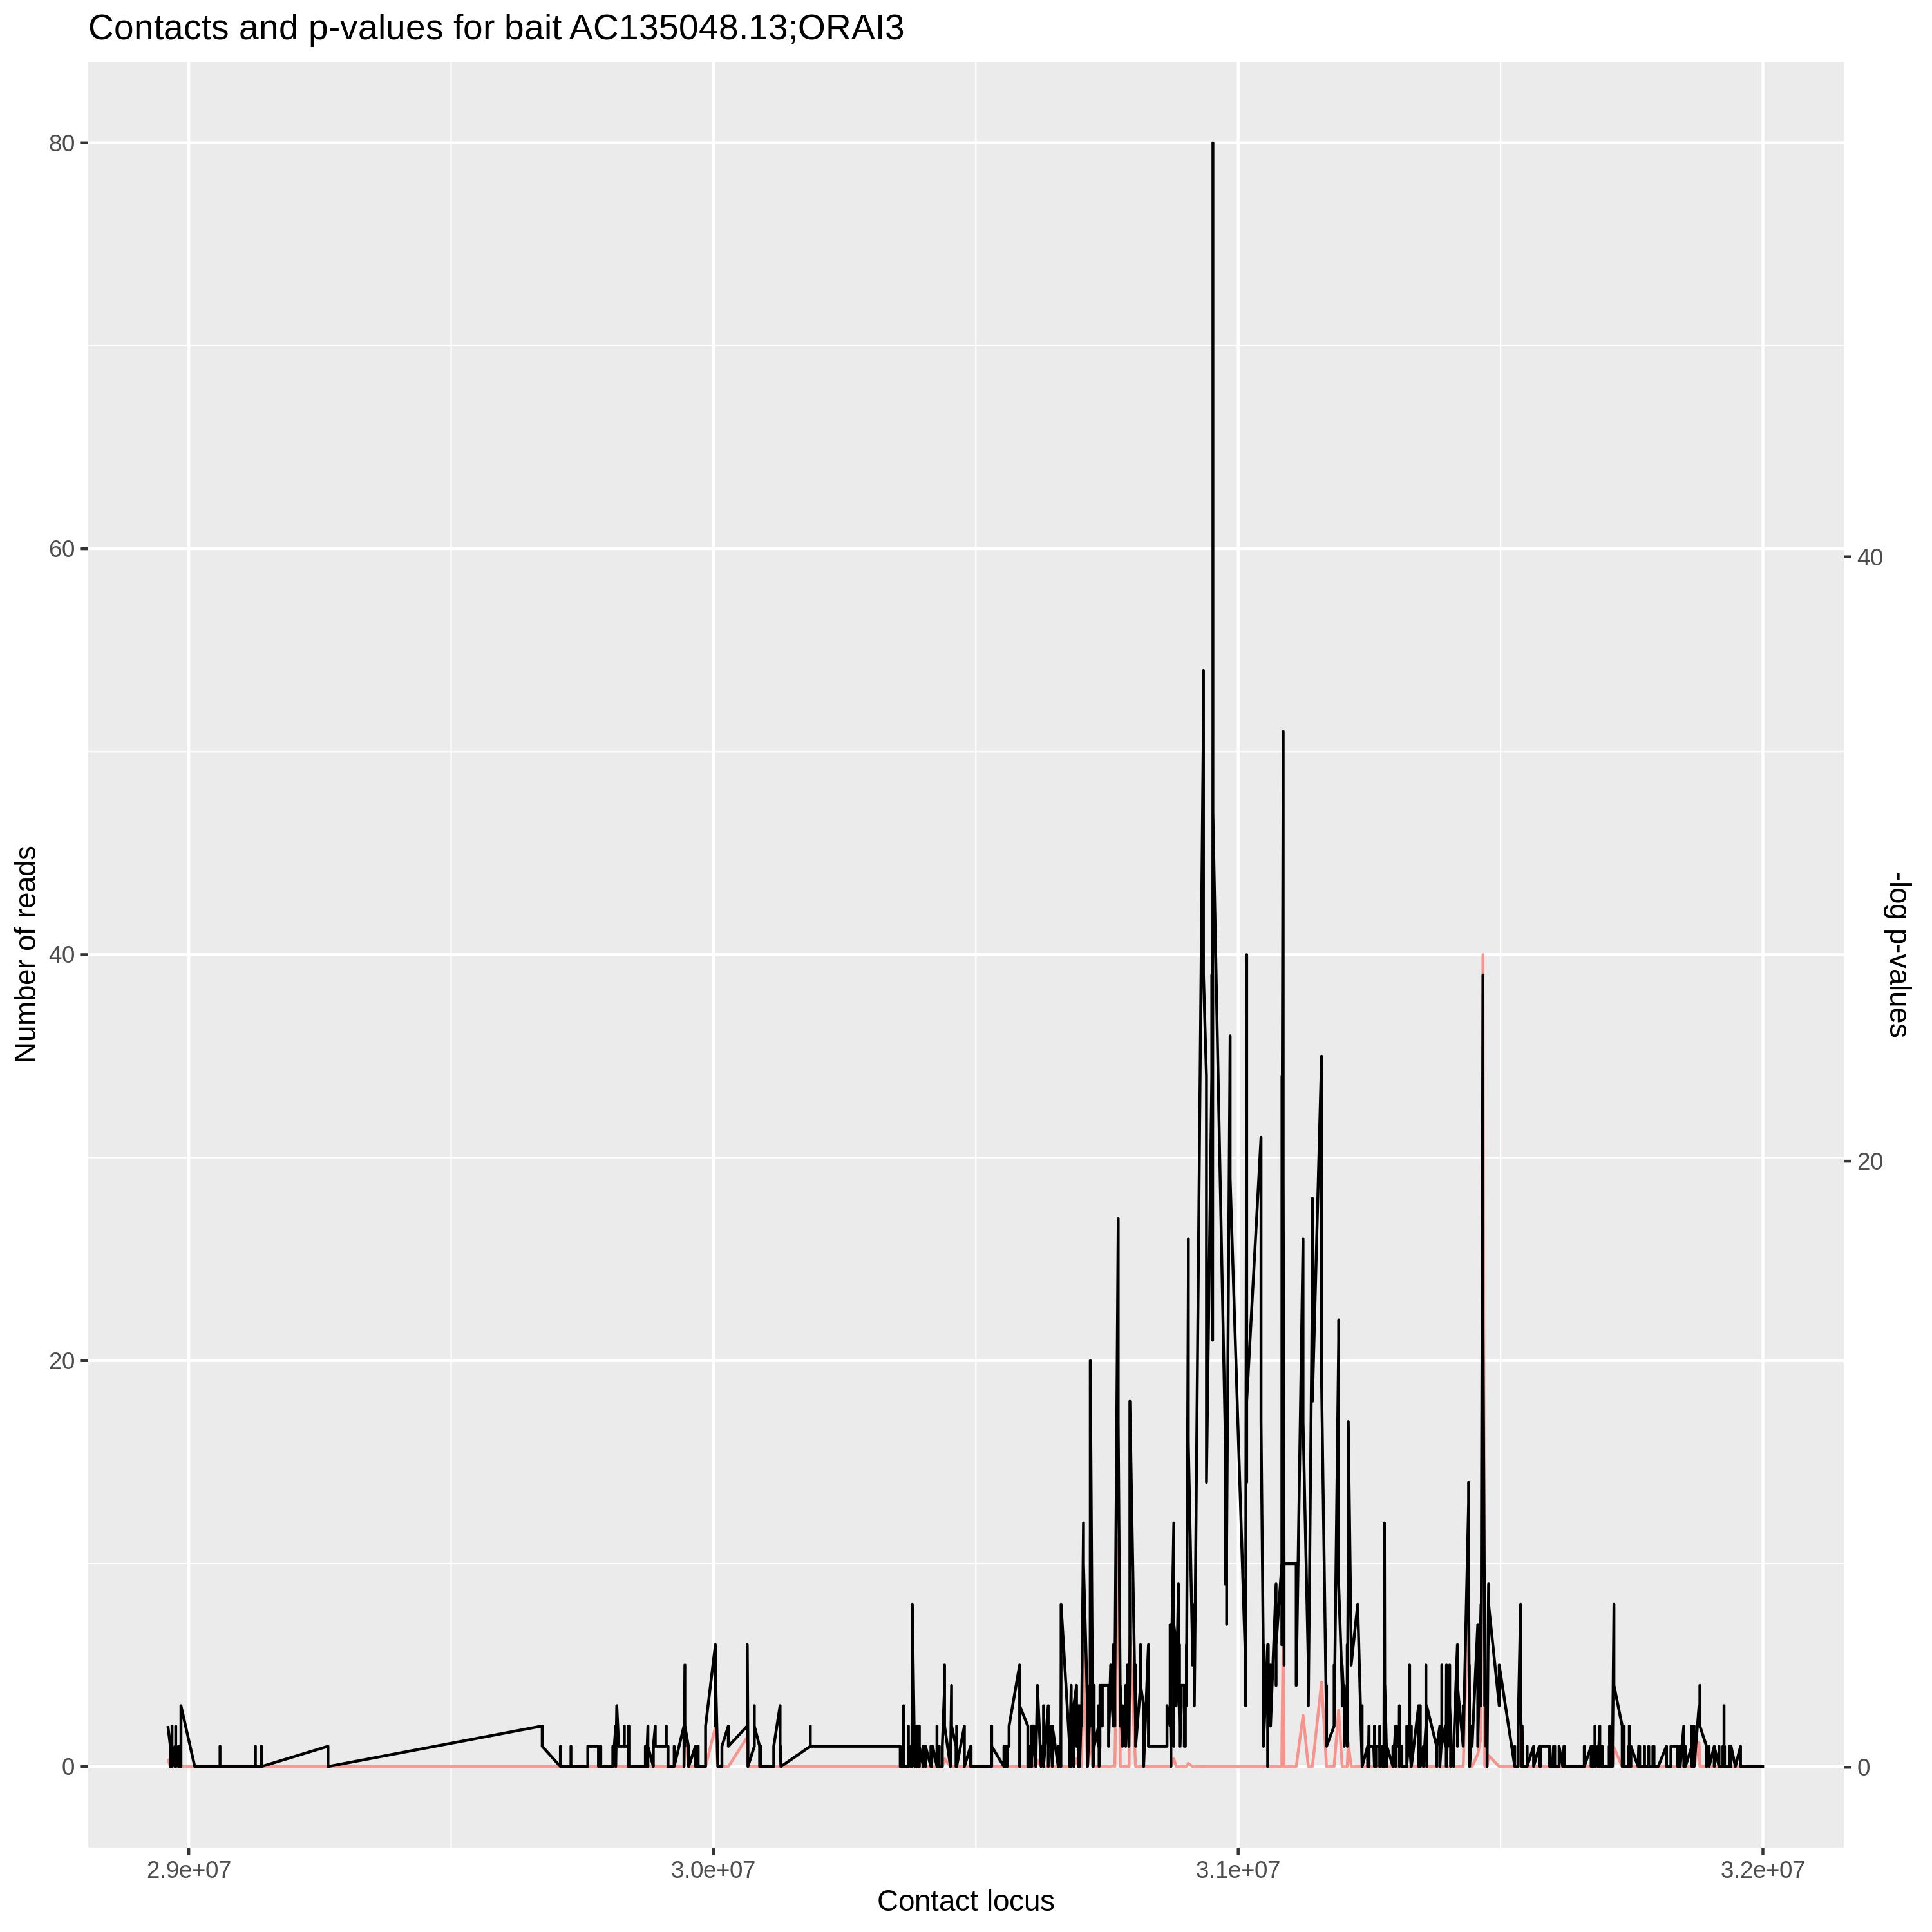 Contacts and p-values for bait AC135048.13;ORAI3
80
60
40
20
0
Number of reads
40
20
0
-log p-values
2.9e+07
3.0e+07
3.1e+07
3.2e+07
Contact locus